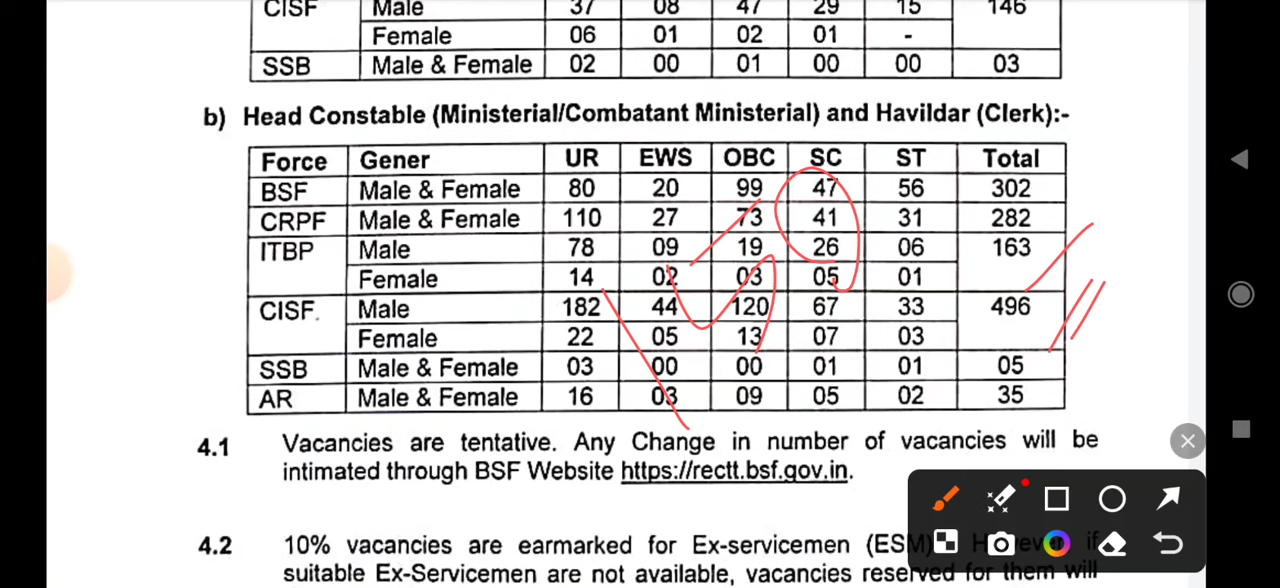 CISF Male 37 08 47 29 15 146
Female 06 01 02 01 -
SSB Male & Female 02 00 01 00 00 03
b) Head Constable (Ministerial/Combatant Ministerial) and Havildar (Clerk):-
Force Gener UR EWS OBC SC ST Total
BSF Male & Female 80 20 99 47 56 302
CRPF Male & Female 110 27 73 41 31 282
ITBP Male 78 09 19 26 06 163
Female 14 02 03 05 01
CISF. Male 182 44 120 67 33 496
Female 22 05 13 07 03
SSB Male & Female 03 00 00 01 01 05
AR Male & Female 16 03 09 05 02 35
4.1 Vacancies are tentative. Any Change in number of vacancies will be
intimated through BSF Website https://rectt.bsf.gov.in.
4.2 10% vacancies are earmarked for Ex-servicemen (ESM). However, if
suitable Ex-Servicemen are not available, vacancies reserved for them will